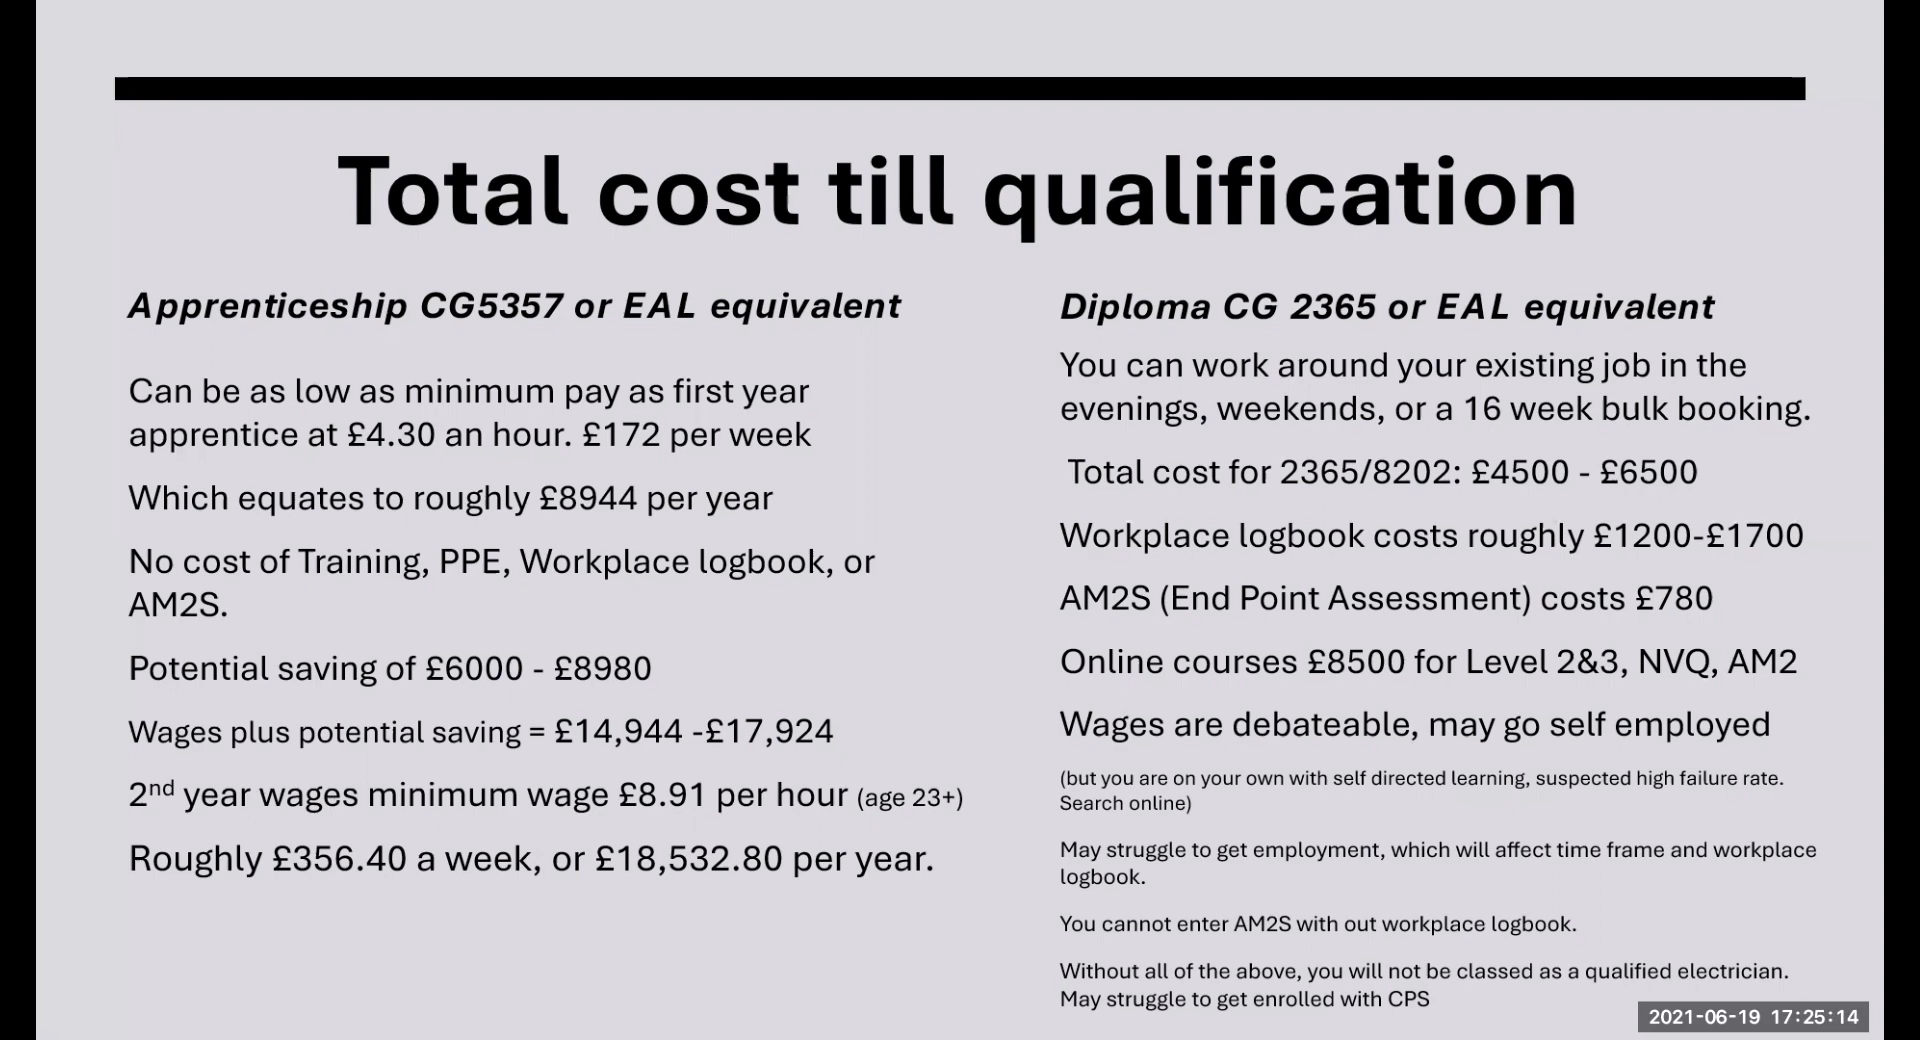 Total cost till qualification
Apprenticeship CG5357 or EAL equivalent
Can be as low as minimum pay as first year
apprentice at £4.30 an hour. £172 per week
Which equates to roughly £8944 per year
No cost of Training, PPE, Workplace logbook, or
AM2S.
Potential saving of £6000 - £8980
Wages plus potential saving = £14,944 -£17,924
2nd year wages minimum wage £8.91 per hour (age 23+)
Roughly £356.40 a week, or £18,532.80 per year.
Diploma CG 2365 or EAL equivalent
You can work around your existing job in the
evenings, weekends, or a 16 week bulk booking.
Total cost for 2365/8202: £4500 - £6500
Workplace logbook costs roughly £1200-£1700
AM2S (End Point Assessment) costs £780
Online courses £8500 for Level 2&3, NVQ, AM2
Wages are debateable, may go self employed
(but you are on your own with self directed learning, suspected high failure rate.
Search online)
May struggle to get employment, which will affect time frame and workplace
logbook.
You cannot enter AM2S with out workplace logbook.
Without all of the above, you will not be classed as a qualified electrician.
May struggle to get enrolled with CPS
2021-06-19 17:25:14